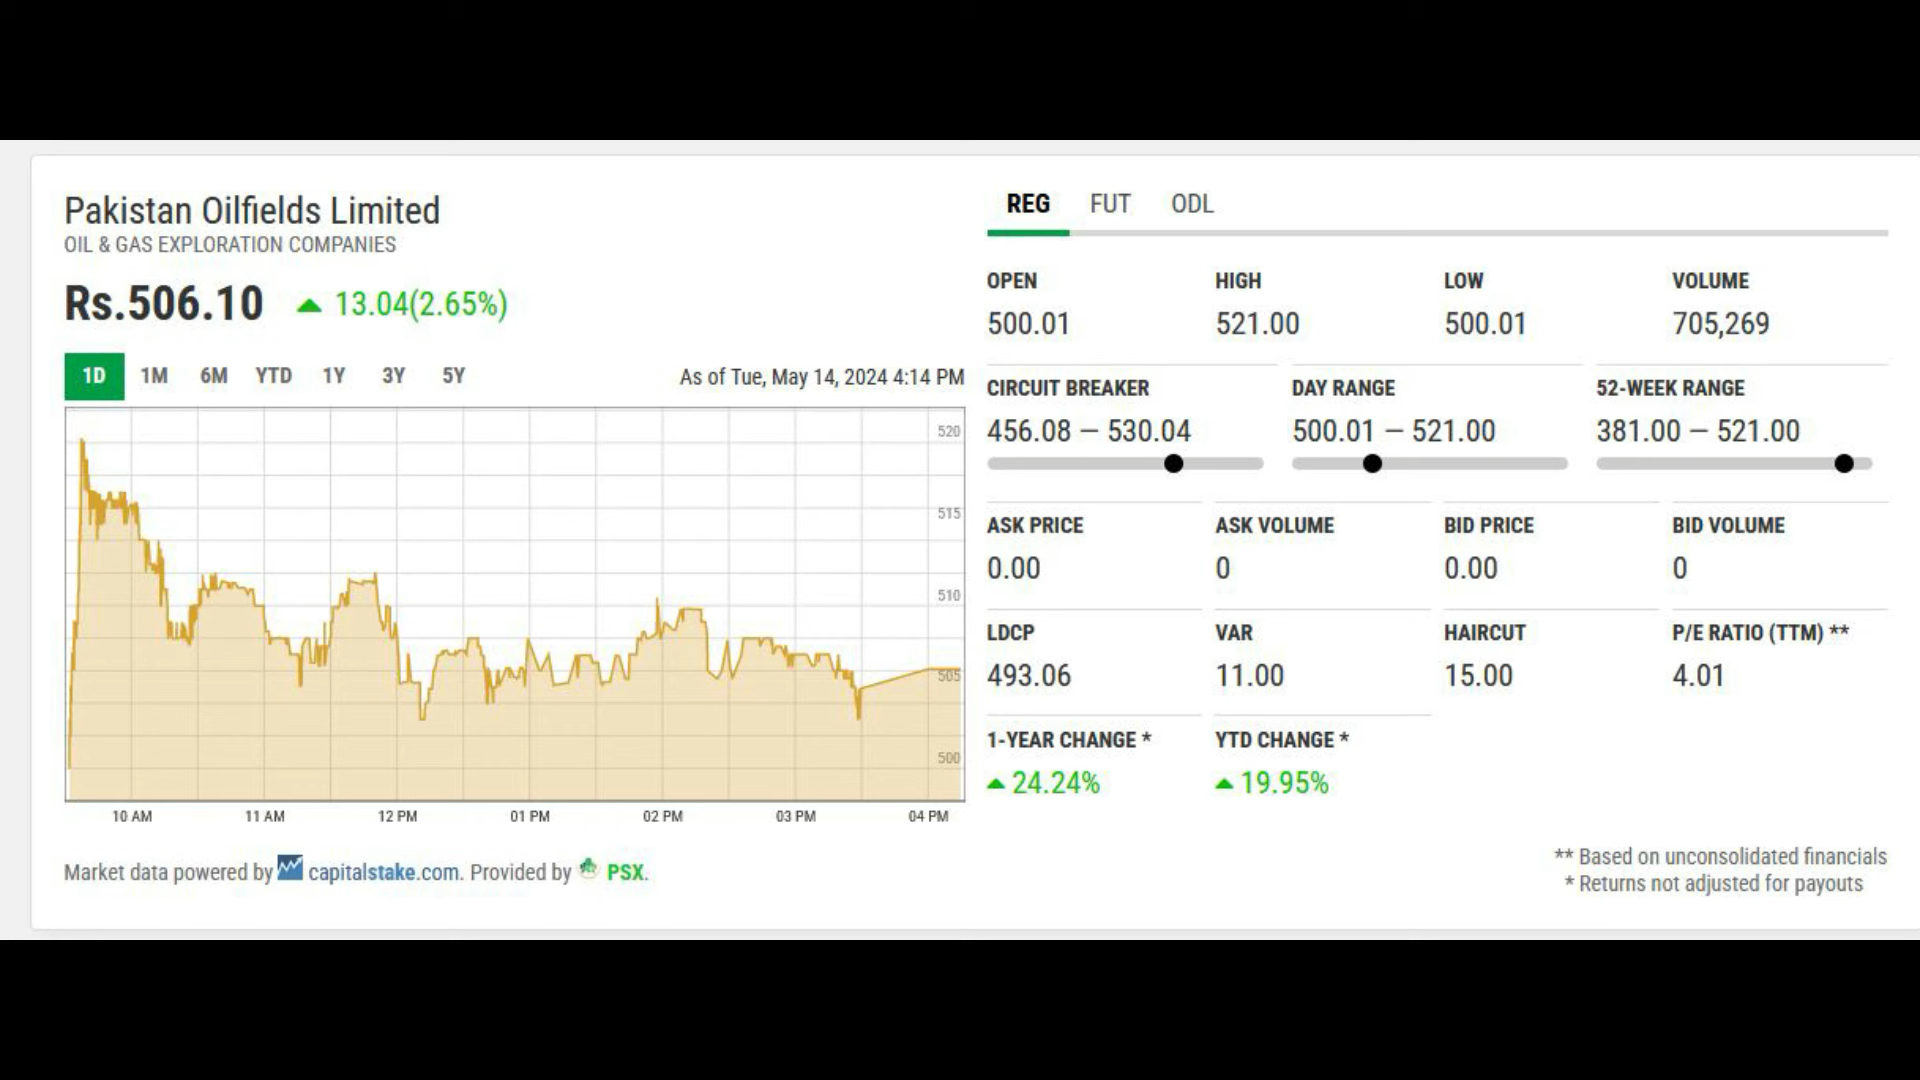 Pakistan Oilfields Limited
OIL & GAS EXPLORATION COMPANIES
Rs.506.10 ▲ 13.04(2.65%)
1D 1M 6M YTD 1Y 3Y 5Y As of Tue, May 14, 2024 4:14 PM
520
515
510
505
500
10 AM 11 AM 12 PM 01 PM 02 PM 03 PM 04 PM
Market data powered by capitalstake.com. Provided by PSX.
REG FUT ODL
OPEN HIGH LOW VOLUME
500.01 521.00 500.01 705,269
CIRCUIT BREAKER DAY RANGE 52-WEEK RANGE
456.08 — 530.04 500.01 — 521.00 381.00 — 521.00
ASK PRICE ASK VOLUME BID PRICE BID VOLUME
0.00 0 0.00 0
LDCP VAR HAIRCUT P/E RATIO (TTM) **
493.06 11.00 15.00 4.01
1-YEAR CHANGE * YTD CHANGE *
▲ 24.24% ▲ 19.95%
** Based on unconsolidated financials
* Returns not adjusted for payouts